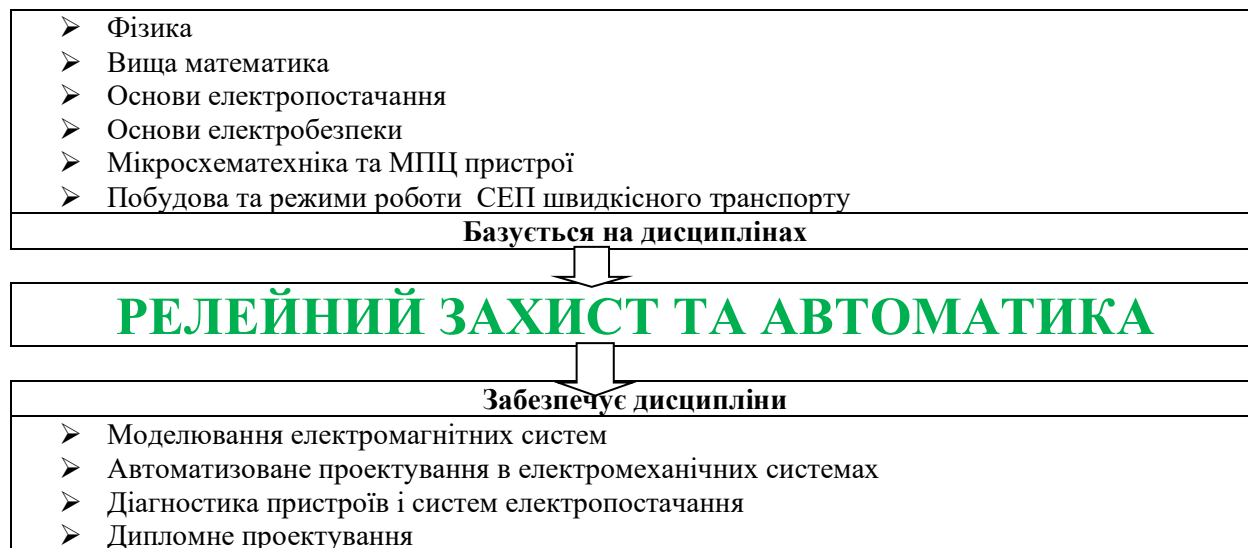 ➢ Фізика
➢ Вища математика
➢ Основи електропостачання
➢ Основи електробезпеки
➢ Мікросхематехніка та МПЦ пристрої
➢ Побудова та режими роботи СЕП швидкісного транспорту
Базується на дисциплінах
РЕЛЕЙНИЙ ЗАХИСТ ТА АВТОМАТИКА
Забезпечує дисципліни
➢ Моделювання електромагнітних систем
➢ Автоматизоване проектування в електромеханічних системах
➢ Діагностика пристроїв і систем електропостачання
➢ Дипломне проектування